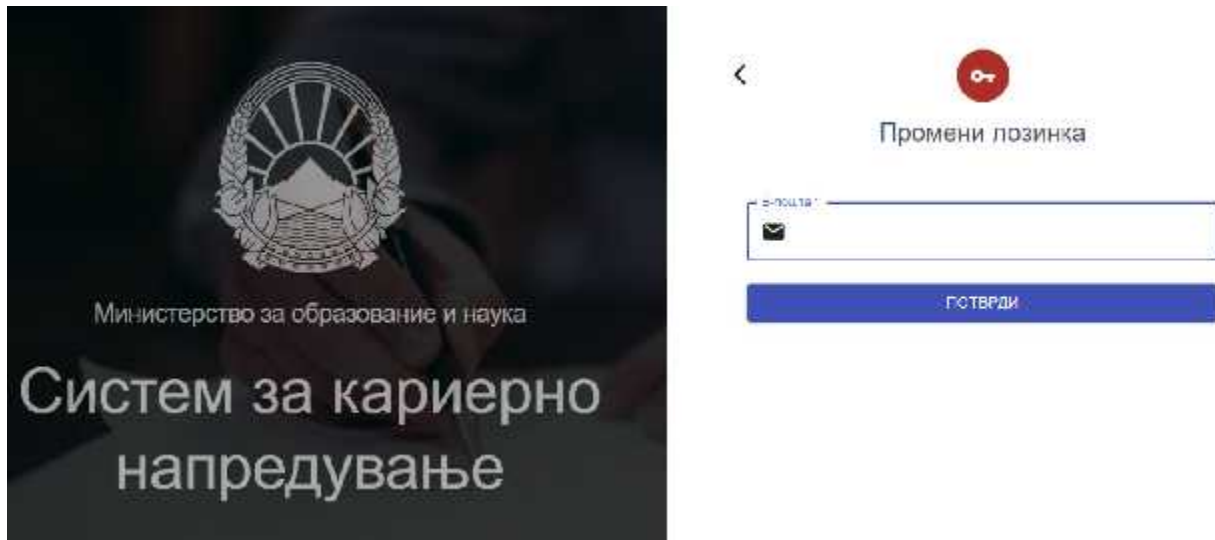 Министерство за образование и наука
Систем за кариерно
напредување
Промени лозинка
Е-пошта *
ПОТВРДИ